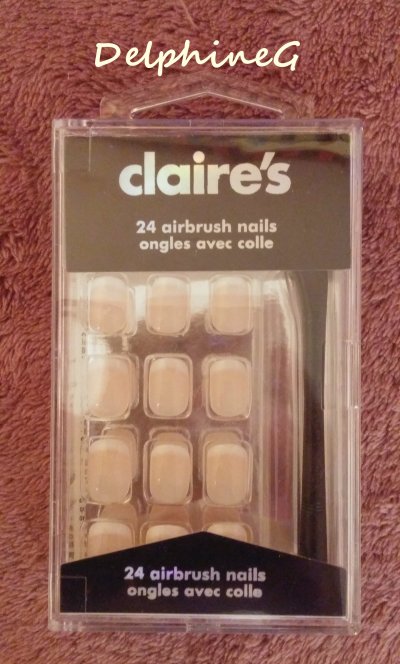 DelphineG
claire's
24 airbrush nails
ongles avec colle
24 airbrush nails
ongles avec colle